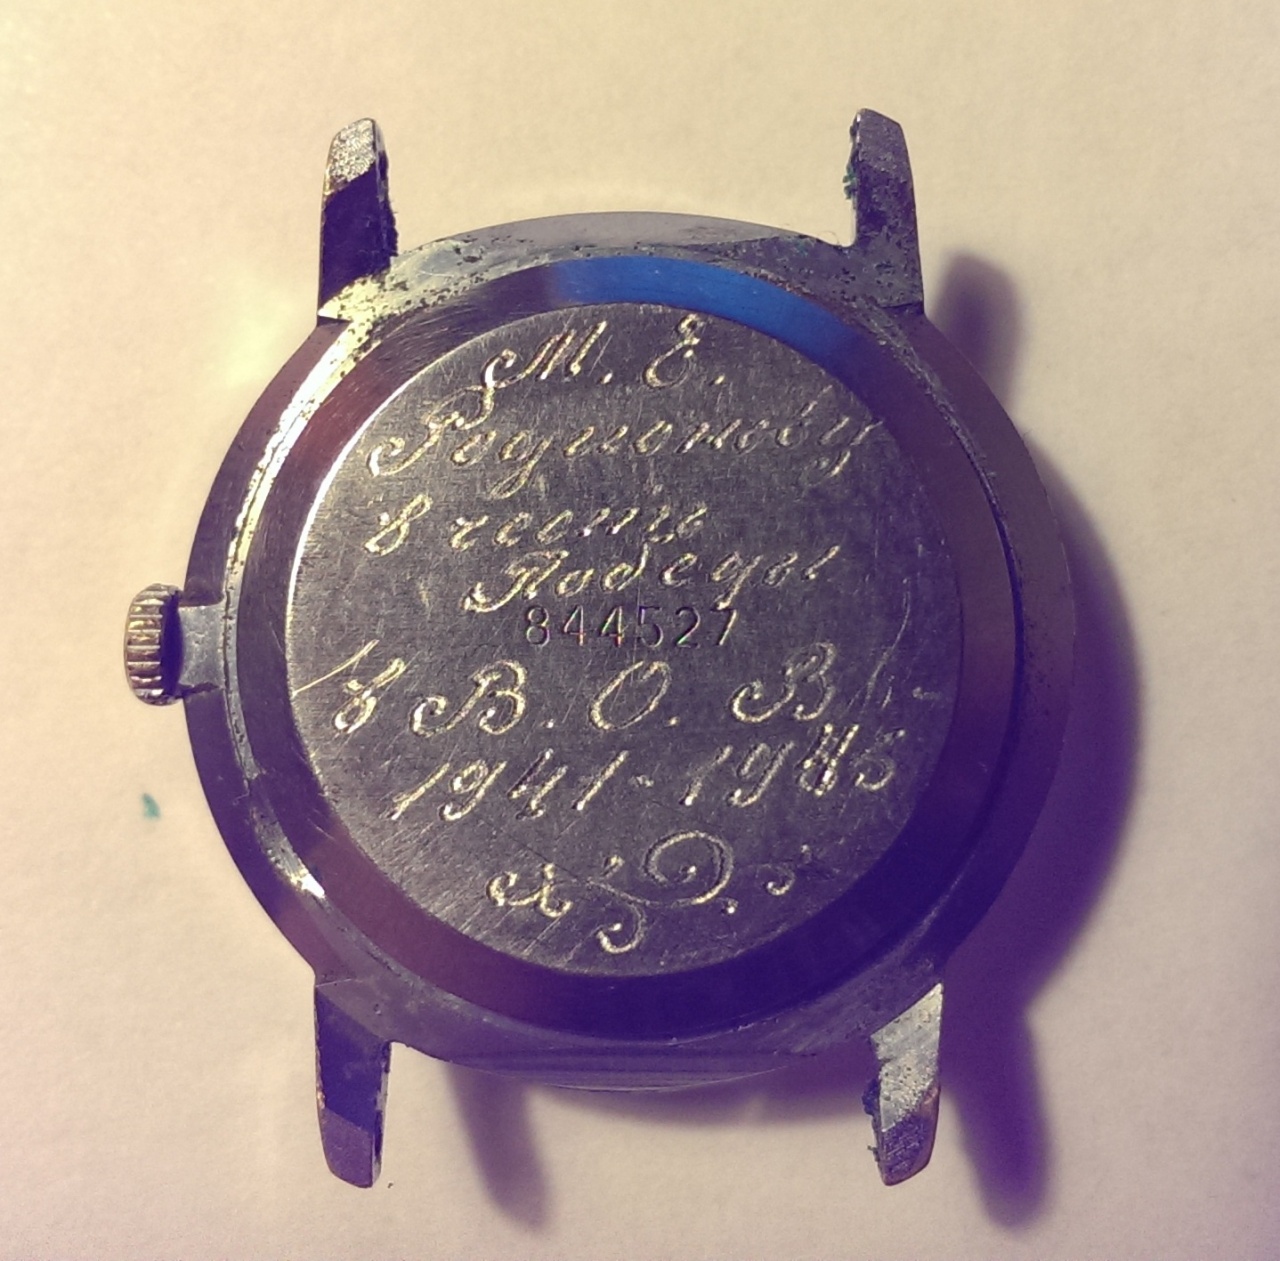 М. Е.
Родионову
в честь
Победы
844527
в В. О. В.
1941-1945